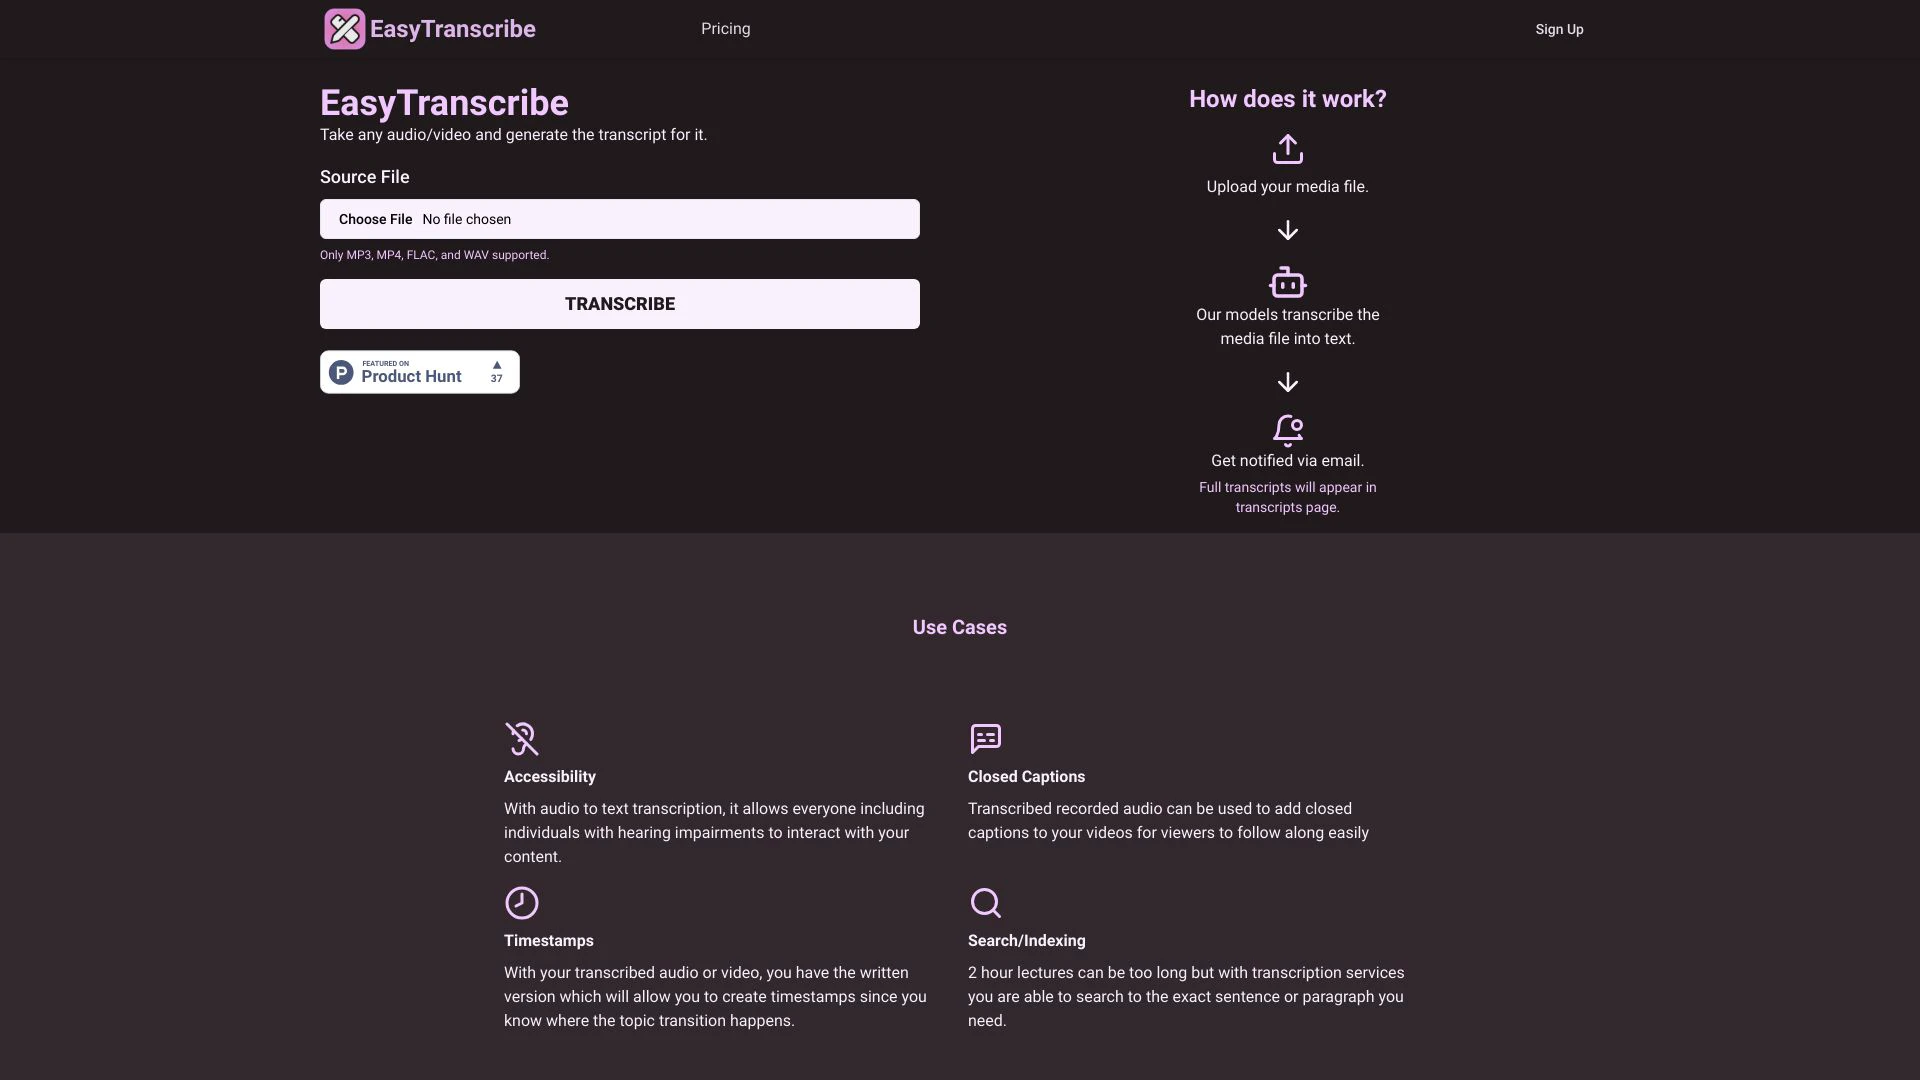 EasyTranscribe
Pricing
Sign Up
EasyTranscribe
Take any audio/video and generate the transcript for it.
Source File
Choose File No file chosen
Only MP3, MP4, FLAC, and WAV supported.
TRANSCRIBE
P
FEATURED ON
Product Hunt
37
How does it work?
Upload your media file.
Our models transcribe the
media file into text.
Get notified via email.
Full transcripts will appear in
transcripts page.
Use Cases
Accessibility
With audio to text transcription, it allows everyone including
individuals with hearing impairments to interact with your
content.
Closed Captions
Transcribed recorded audio can be used to add closed
captions to your videos for viewers to follow along easily
Timestamps
With your transcribed audio or video, you have the written
version which will allow you to create timestamps since you
know where the topic transition happens.
Search/Indexing
2 hour lectures can be too long but with transcription services
you are able to search to the exact sentence or paragraph you
need.